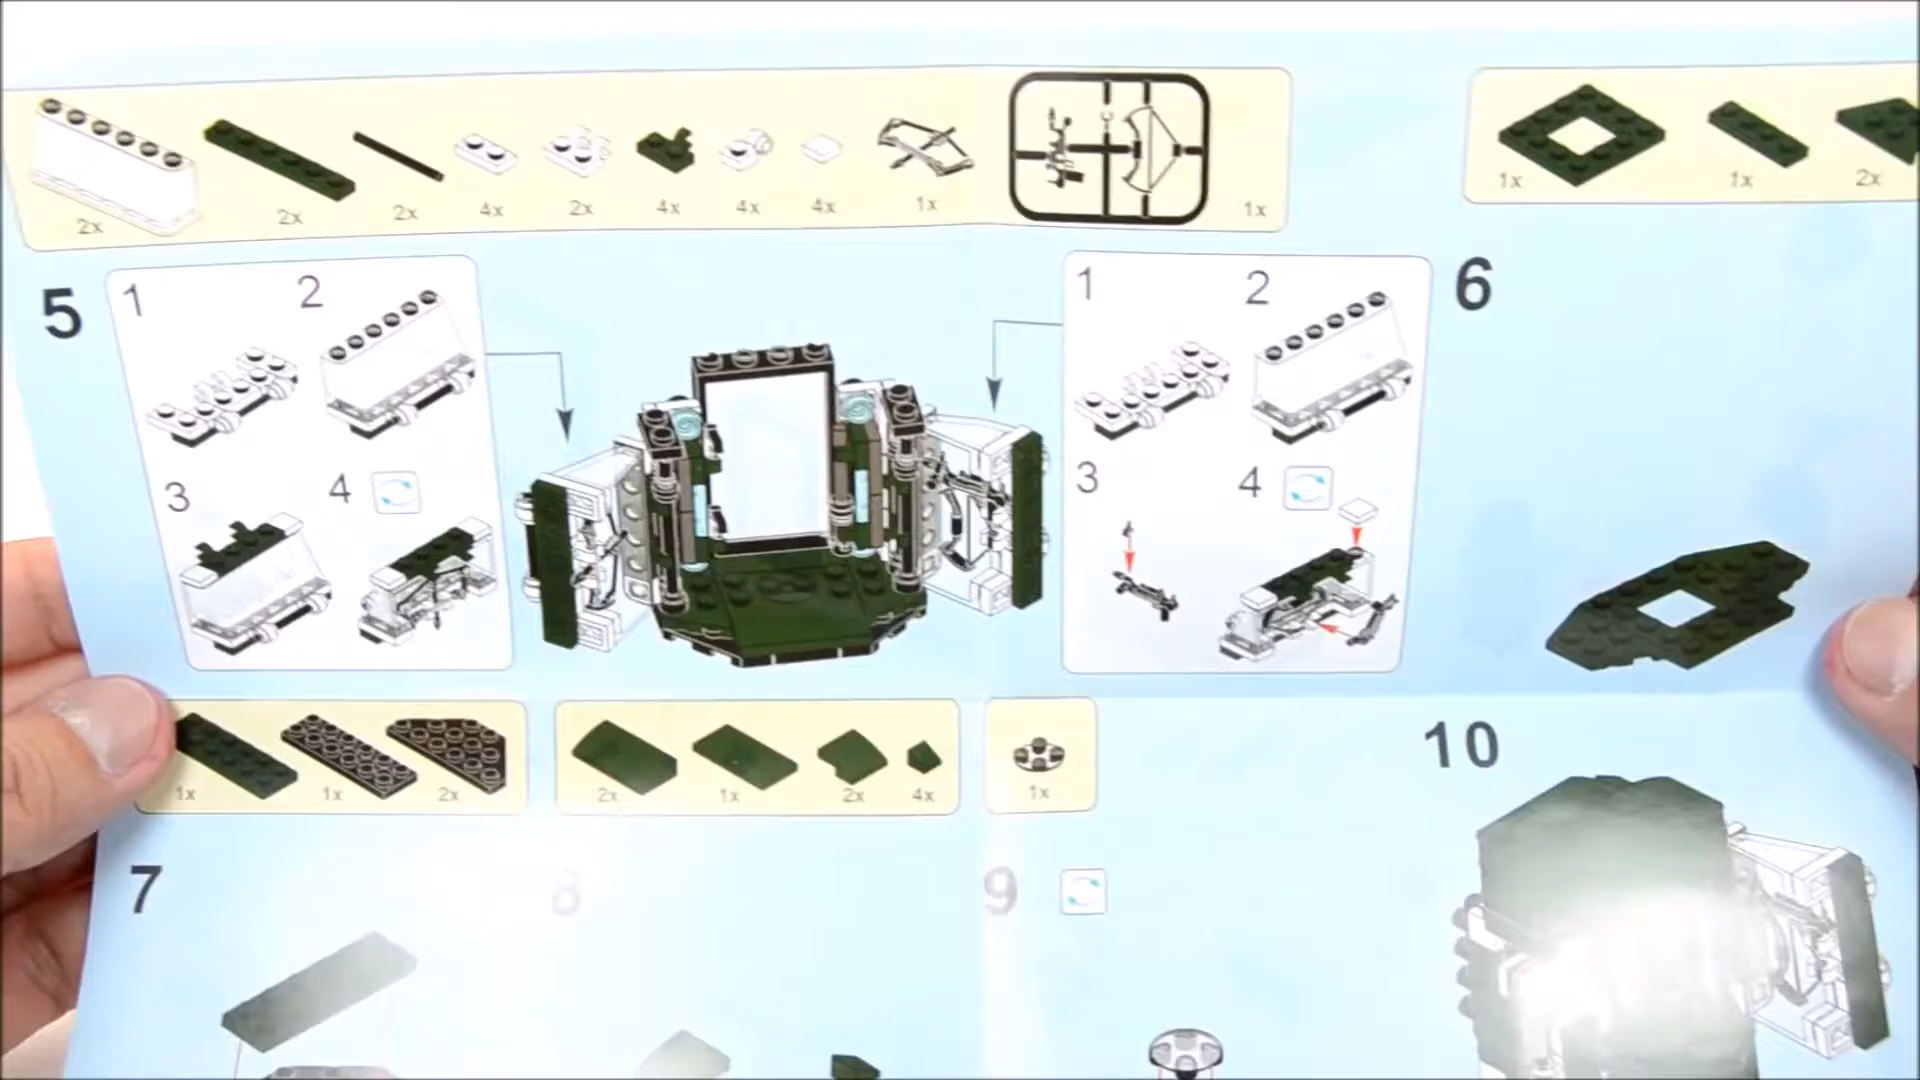 2x 2x 2x 4x 2x 4x 4x 4x 1x 1x
1x 1x 2x
5
1 2
3 4
1 2
3 4
6
1x 1x 2x
2x 1x 2x 4x
1x
10
7
8
9